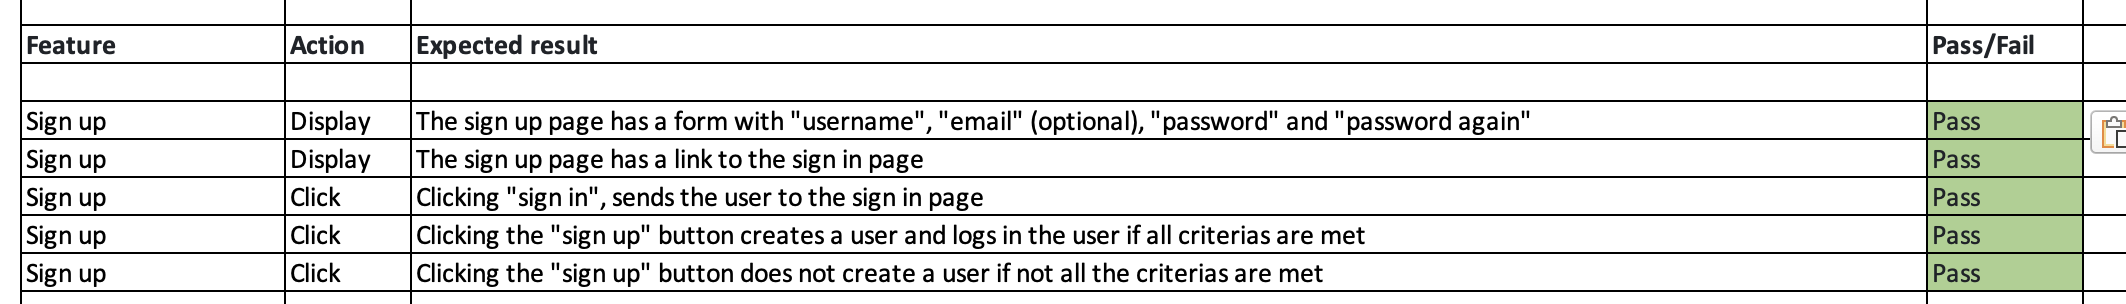 Feature Action Expected result Pass/Fail
Sign up Display The sign up page has a form with "username", "email" (optional), "password" and "password again" Pass
Sign up Display The sign up page has a link to the sign in page Pass
Sign up Click Clicking "sign in", sends the user to the sign in page Pass
Sign up Click Clicking the "sign up" button creates a user and logs in the user if all criterias are met Pass
Sign up Click Clicking the "sign up" button does not create a user if not all the criterias are met Pass